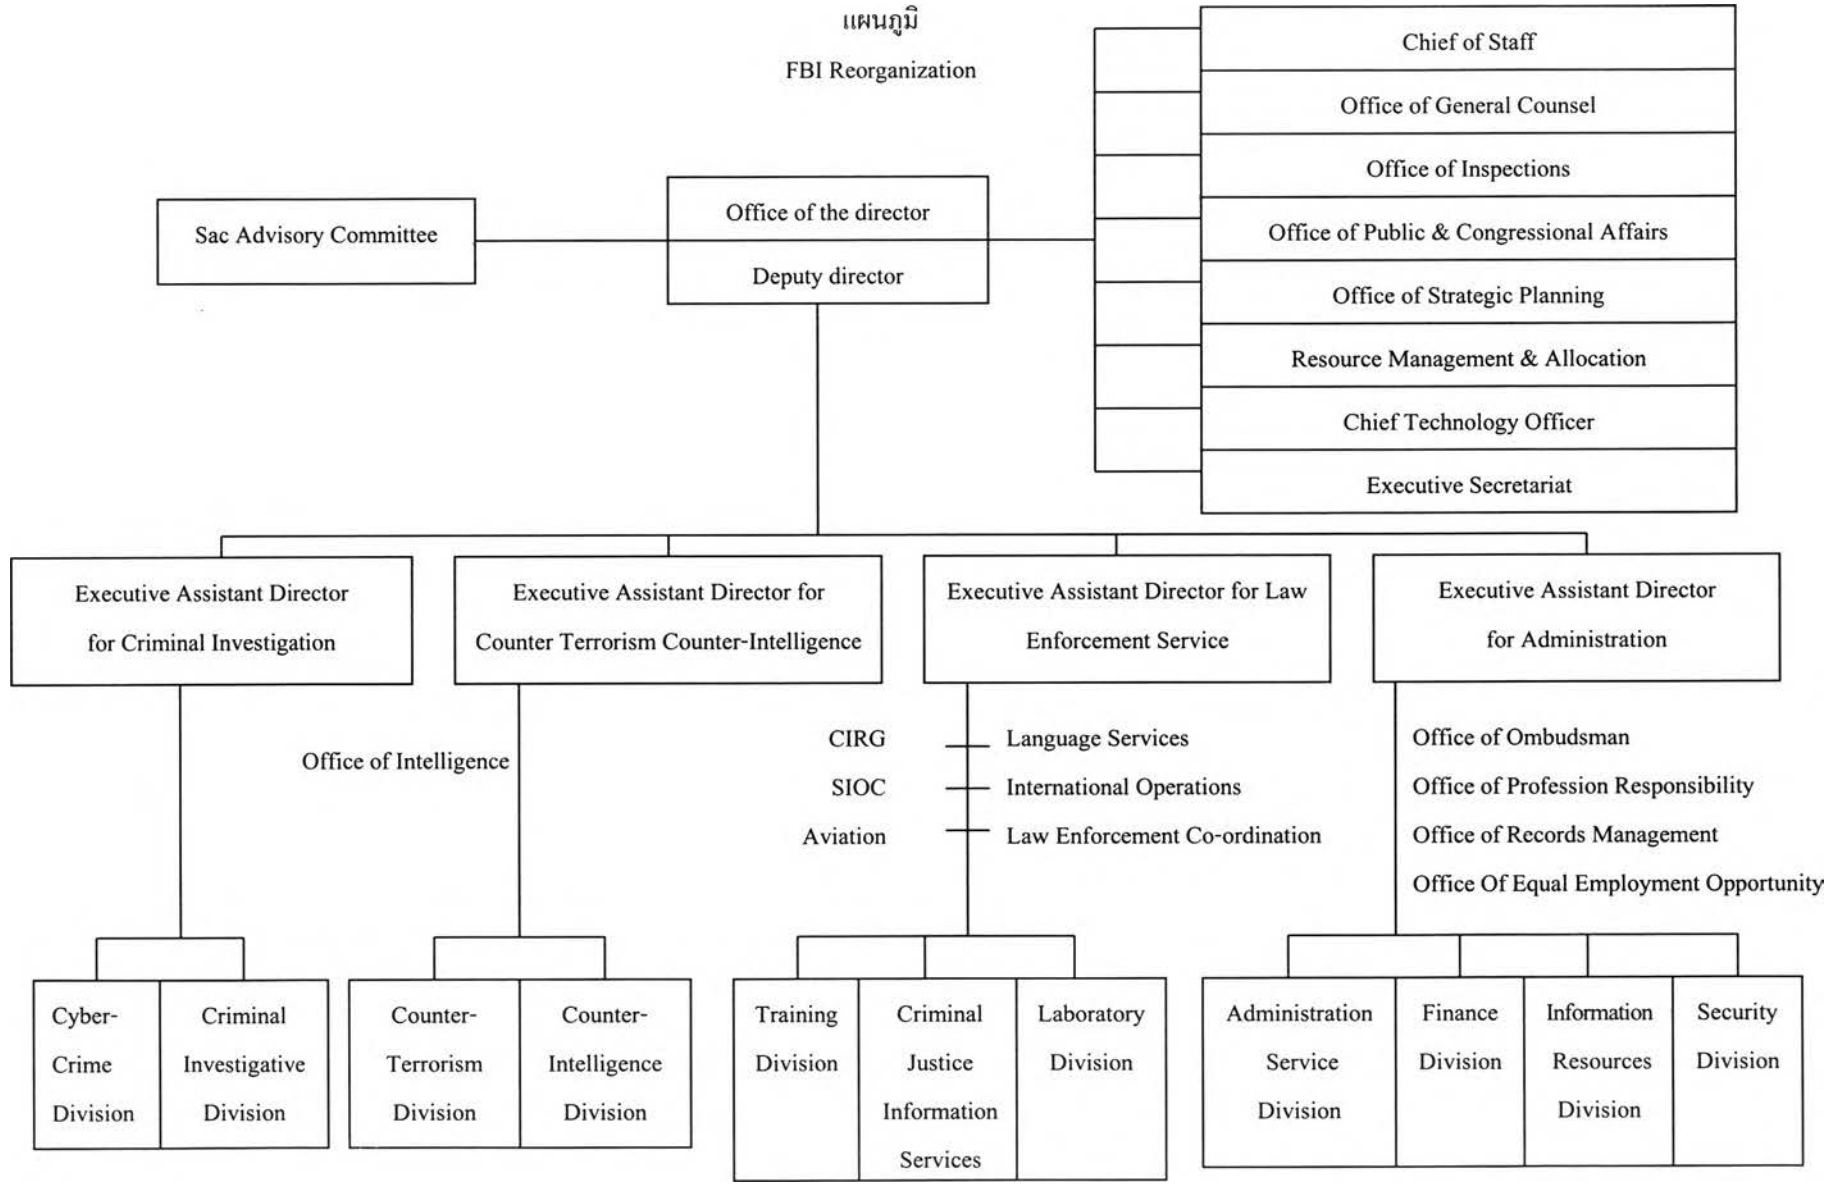 แผนภูมิ
FBI Reorganization
Chief of Staff
Office of General Counsel
Office of Inspections
Office of Public & Congressional Affairs
Office of Strategic Planning
Resource Management & Allocation
Chief Technology Officer
Executive Secretariat
Sac Advisory Committee
Office of the director
Deputy director
Executive Assistant Director
for Criminal Investigation
Executive Assistant Director for
Counter Terrorism Counter-Intelligence
Executive Assistant Director for Law
Enforcement Service
Executive Assistant Director
for Administration
Office of Intelligence
CIRG
SIOC
Aviation
Language Services
International Operations
Law Enforcement Co-ordination
Office of Ombudsman
Office of Profession Responsibility
Office of Records Management
Office Of Equal Employment Opportunity
Cyber-
Crime
Division
Criminal
Investigative
Division
Counter-
Terrorism
Division
Counter-
Intelligence
Division
Training
Division
Criminal
Justice
Information
Services
Laboratory
Division
Administration
Service
Division
Finance
Division
Information
Resources
Division
Security
Division